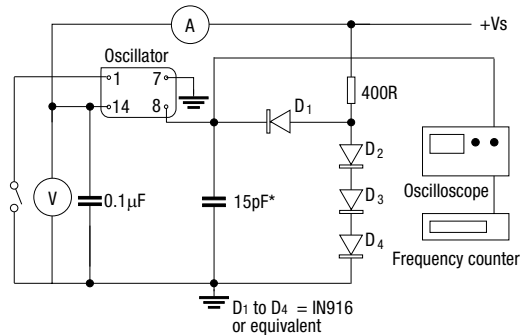 A
+Vs
Oscillator
1 7
14 8
400R
D1
D2
D3
D4
V
0.1µF
15pF*
Oscilloscope
Frequency counter
D1 to D4 = IN916
or equivalent